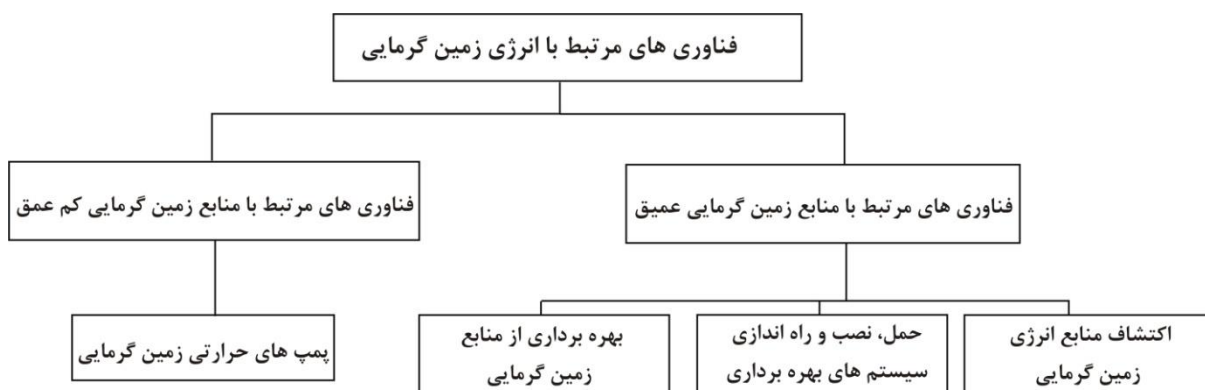 فناوری های مرتبط با انرژی زمین گرمایی
فناوری های مرتبط با منابع زمین گرمایی عمیق
فناوری های مرتبط با منابع زمین گرمایی کم عمق
اکتشاف منابع انرژی
زمین گرمایی
حمل، نصب و راه اندازی
سیستم های بهره برداری
بهره برداری از منابع
زمین گرمایی
پمپ های حرارتی زمین گرمایی